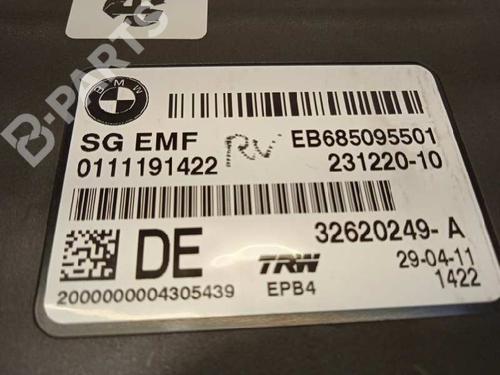 B-PARTS
BMW
SG EMF
RV
EB685095501
0111191422
231220-10
DE
32620249-A
TRW
29-04-11
2000000004305439
EPB4
1422